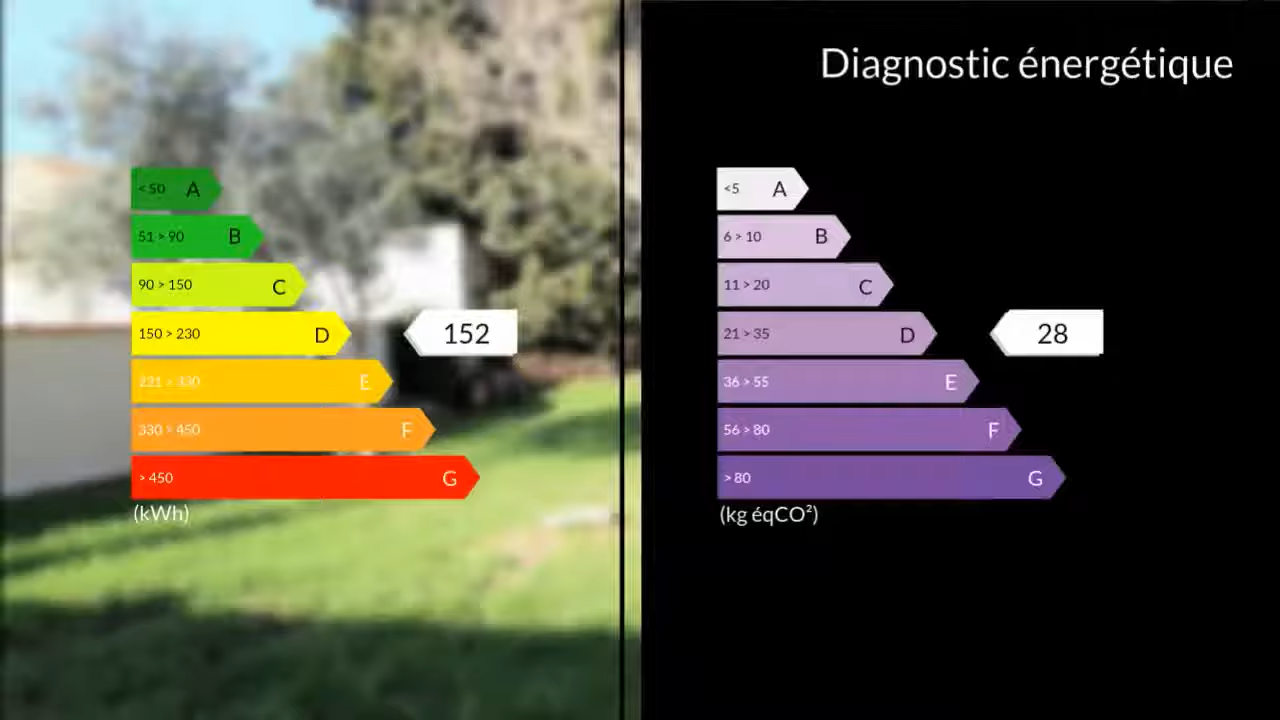 Diagnostic énergétique
< 50 A
51 > 90 B
90 > 150 C
150 > 230 D
152
221 > 330 E
330 > 450 F
> 450 G
(kWh)
<5 A
6 > 10 B
11 > 20 C
21 > 35 D
28
36 > 55 E
56 > 80 F
> 80 G
(kg éqCO²)